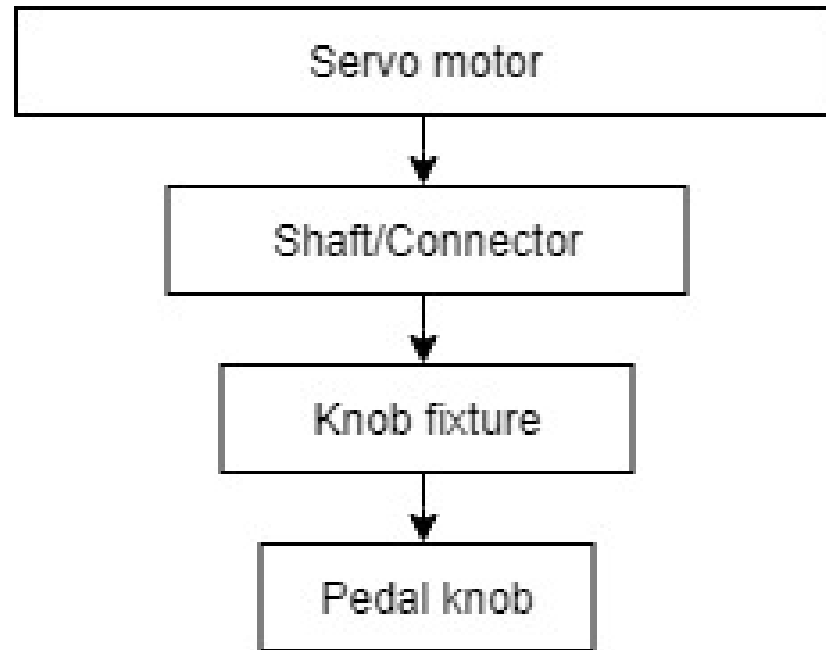 Servo motor
Shaft/Connector
Knob fixture
Pedal knob